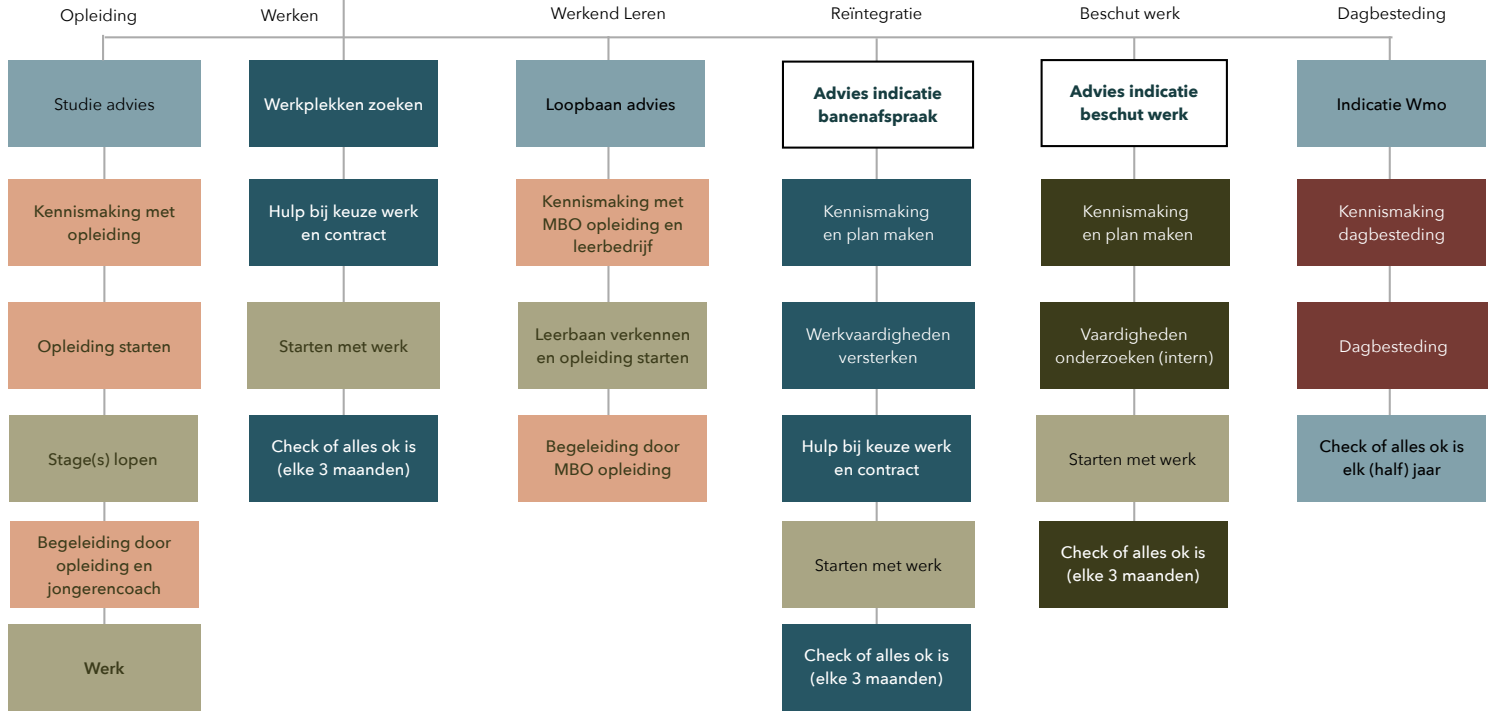 Opleiding
Werken
Werkend Leren
Reïntegratie
Beschut werk
Dagbesteding
Studie advies
Kennismaking met
opleiding
Opleiding starten
Stage(s) lopen
Begeleiding door
opleiding en
jongerencoach
Werk
Werkplekken zoeken
Hulp bij keuze werk
en contract
Starten met werk
Check of alles ok is
(elke 3 maanden)
Loopbaan advies
Kennismaking met
MBO opleiding en
leerbedrijf
Leerbaan verkennen
en opleiding starten
Begeleiding door
MBO opleiding
Advies indicatie
banenafspraak
Kennismaking
en plan maken
Werkvaardigheden
versterken
Hulp bij keuze werk
en contract
Starten met werk
Check of alles ok is
(elke 3 maanden)
Advies indicatie
beschut werk
Kennismaking
en plan maken
Vaardigheden
onderzoeken (intern)
Starten met werk
Check of alles ok is
(elke 3 maanden)
Indicatie Wmo
Kennismaking
dagbesteding
Dagbesteding
Check of alles ok is
elk (half) jaar